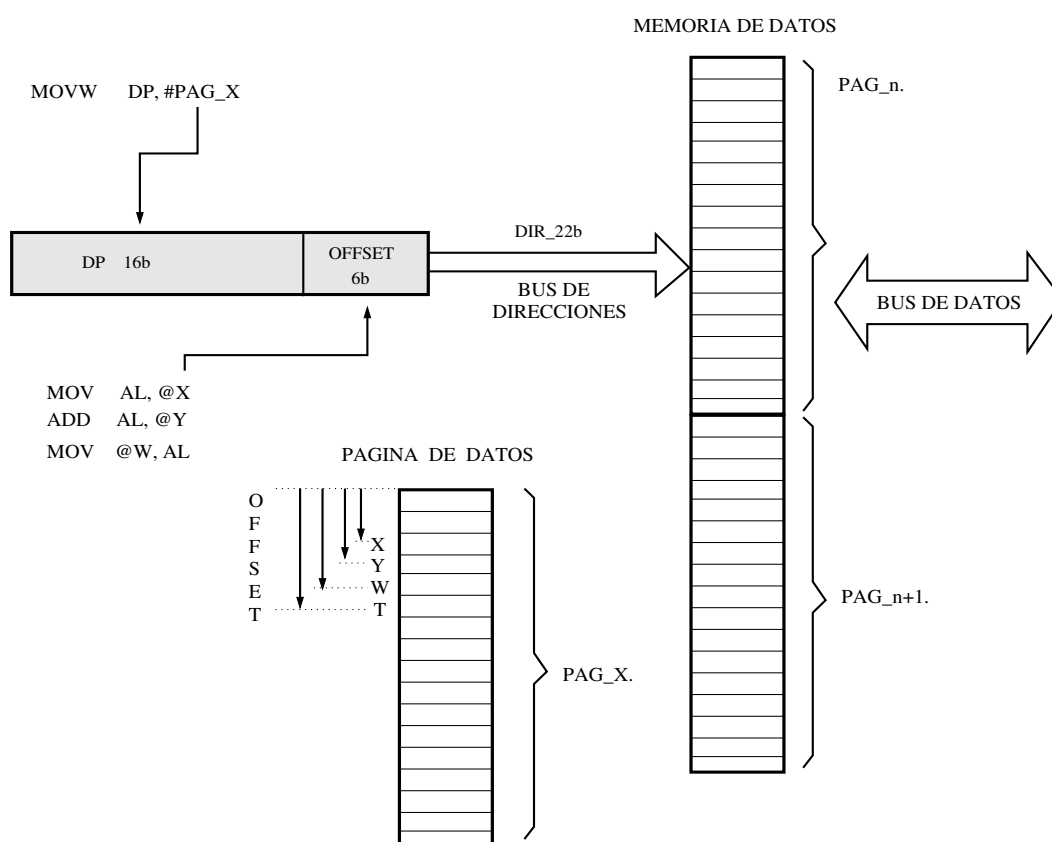 MEMORIA DE DATOS
MOVW DP, #PAG_X
PAG_n.
DP 16b
OFFSET
6b
DIR_22b
BUS DE
DIRECCIONES
BUS DE DATOS
MOV AL, @X
ADD AL, @Y
MOV @W, AL
PAGINA DE DATOS
OFFSET
X
Y
W
T
PAG_n+1.
PAG_X.